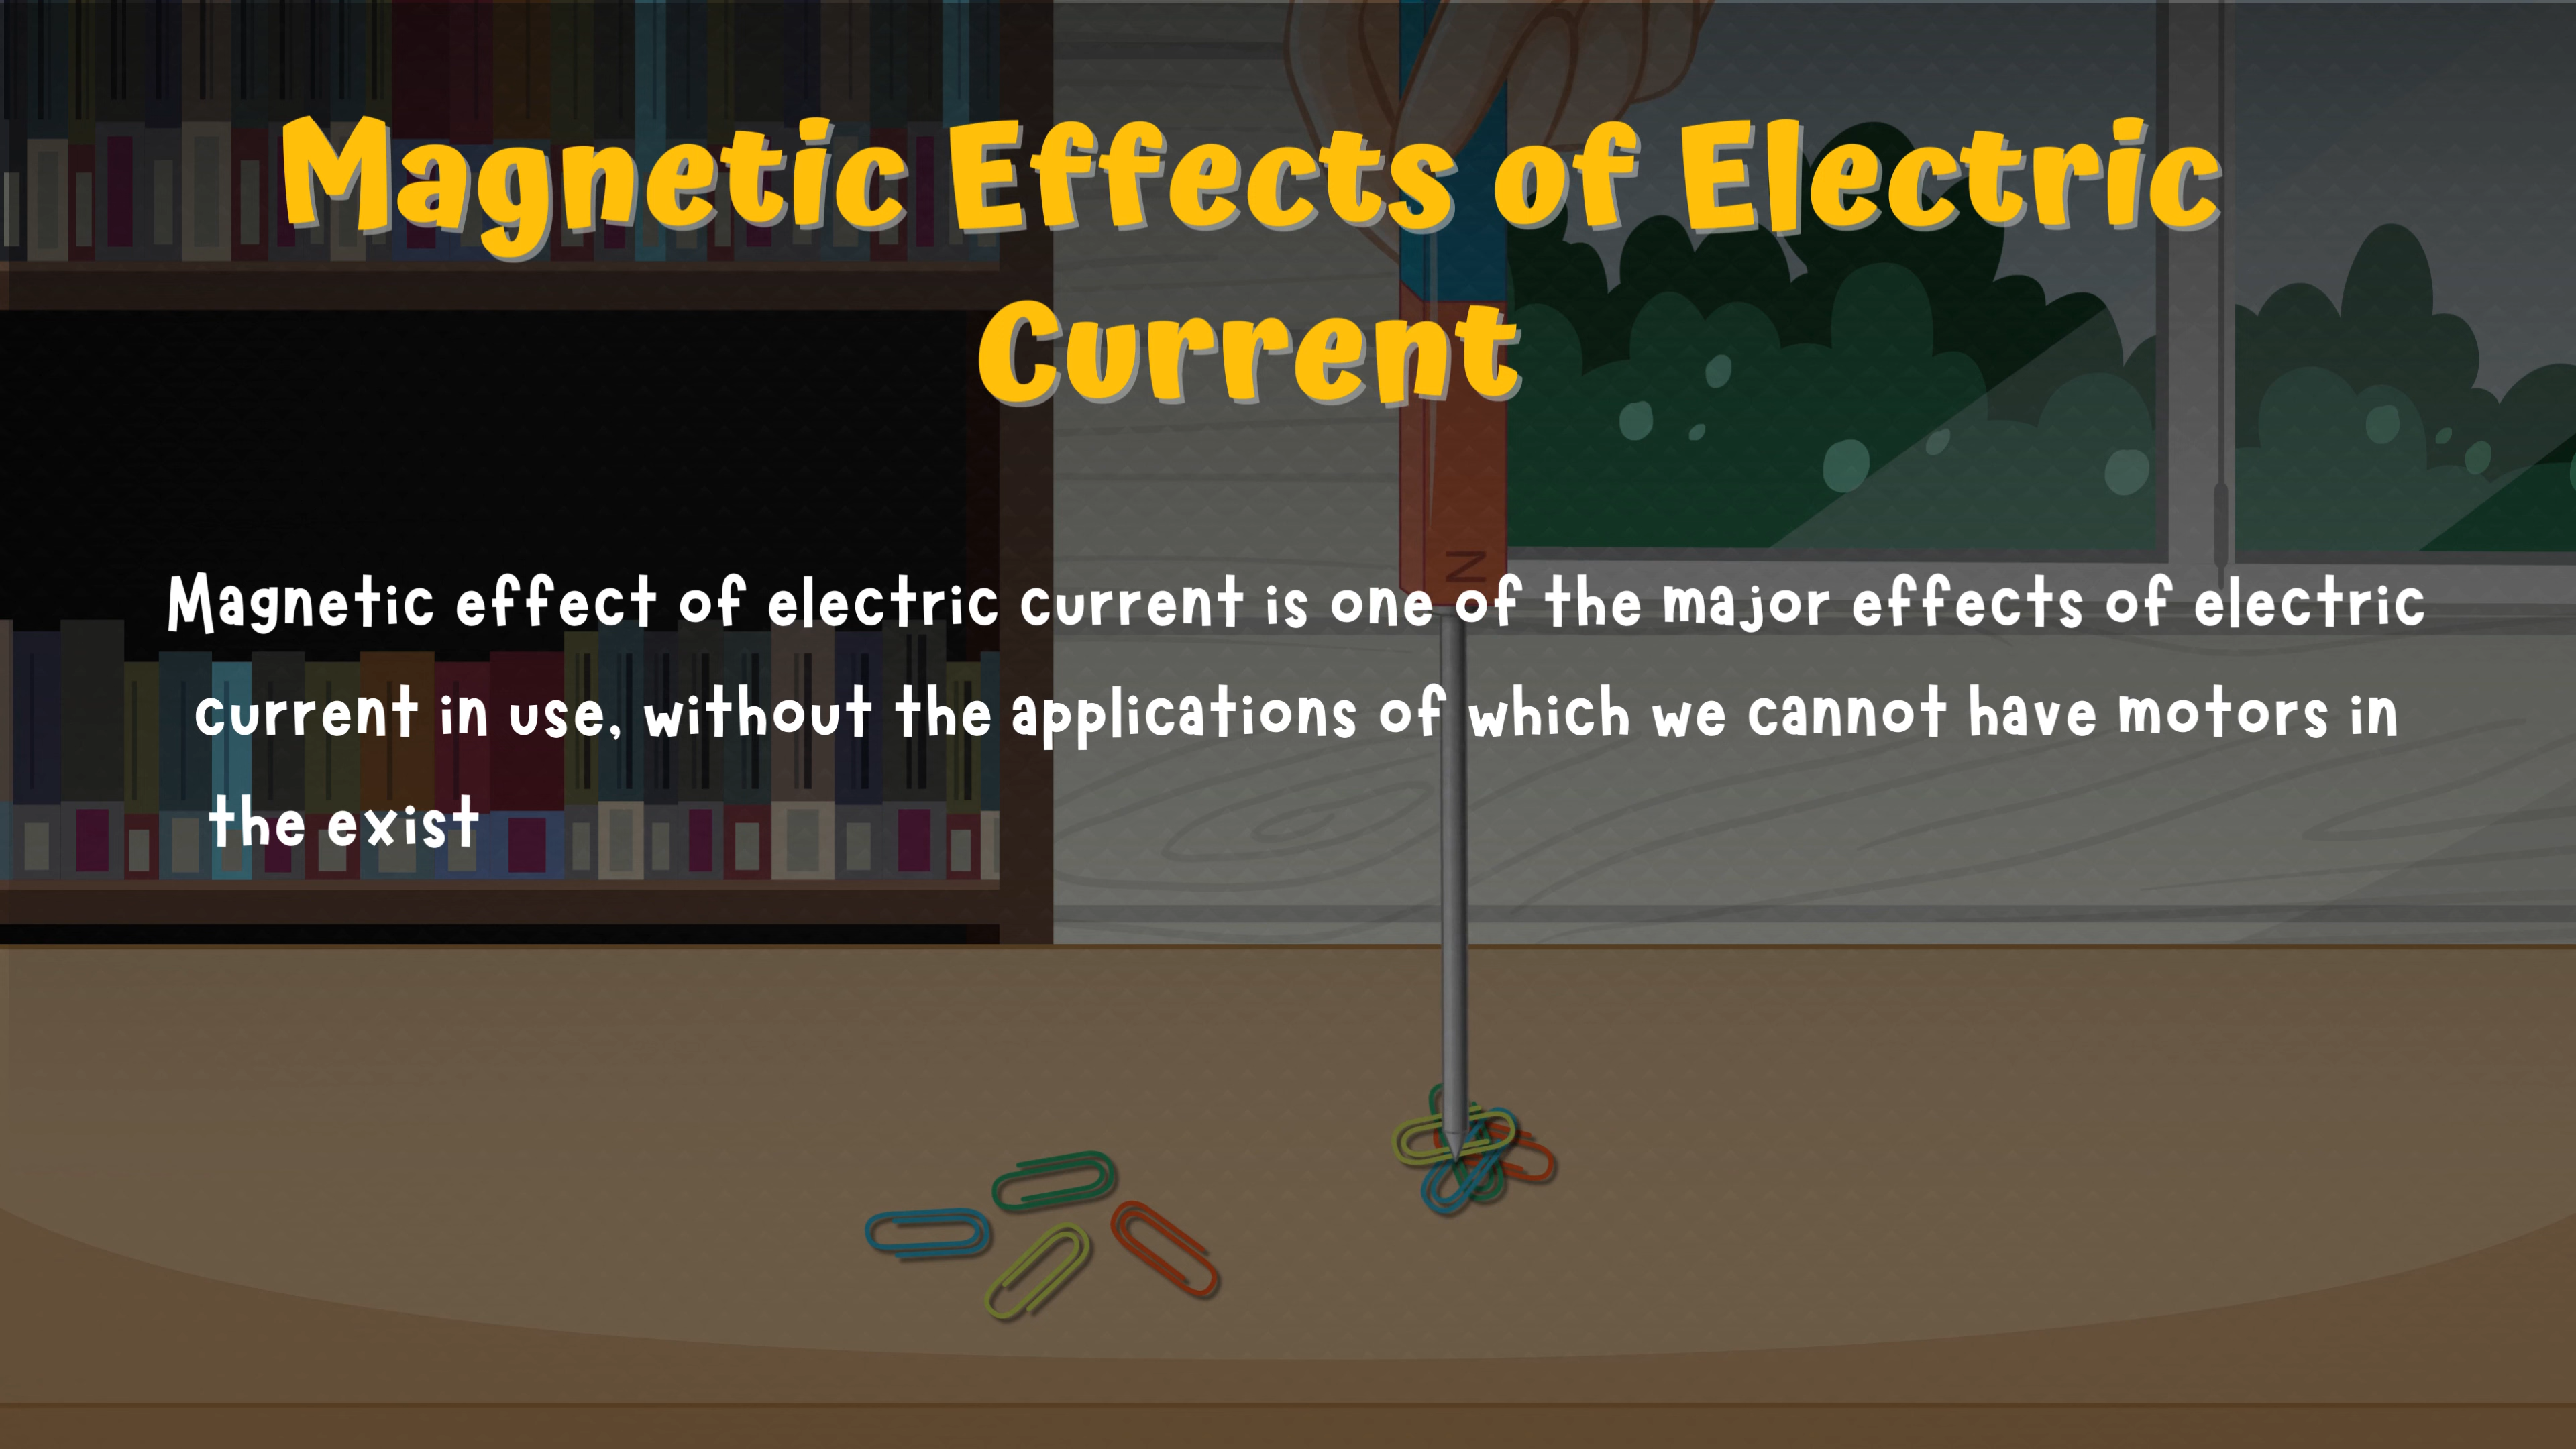 Magnetic Effects of Electric
Current
N
Magnetic effect of electric current is one of the major effects of electric
current in use, without the applications of which we cannot have motors in
the exist